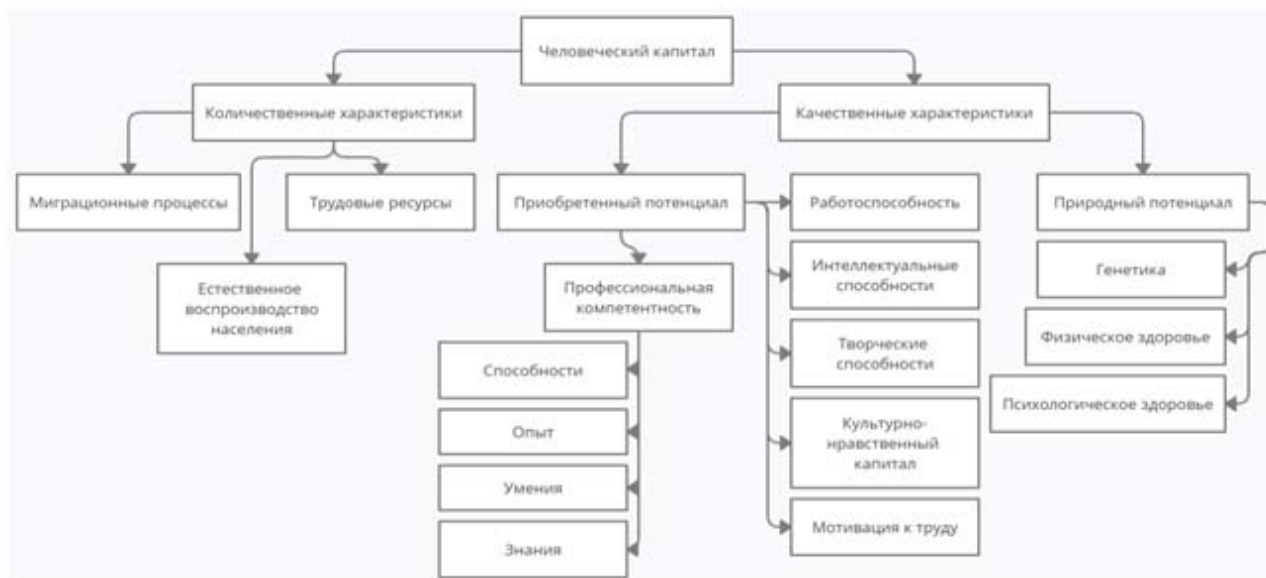 Человеческий капитал
Количественные характеристики
Качественные характеристики
Миграционные процессы
Трудовые ресурсы
Приобретенный потенциал
Работоспособность
Природный потенциал
Естественное
воспроизводство
населения
Профессиональная
компетентность
Интеллектуальные
способности
Генетика
Способности
Творческие
способности
Физическое здоровье
Опыт
Культурно-
нравственный
капитал
Психологическое здоровье
Умения
Знания
Мотивация к труду